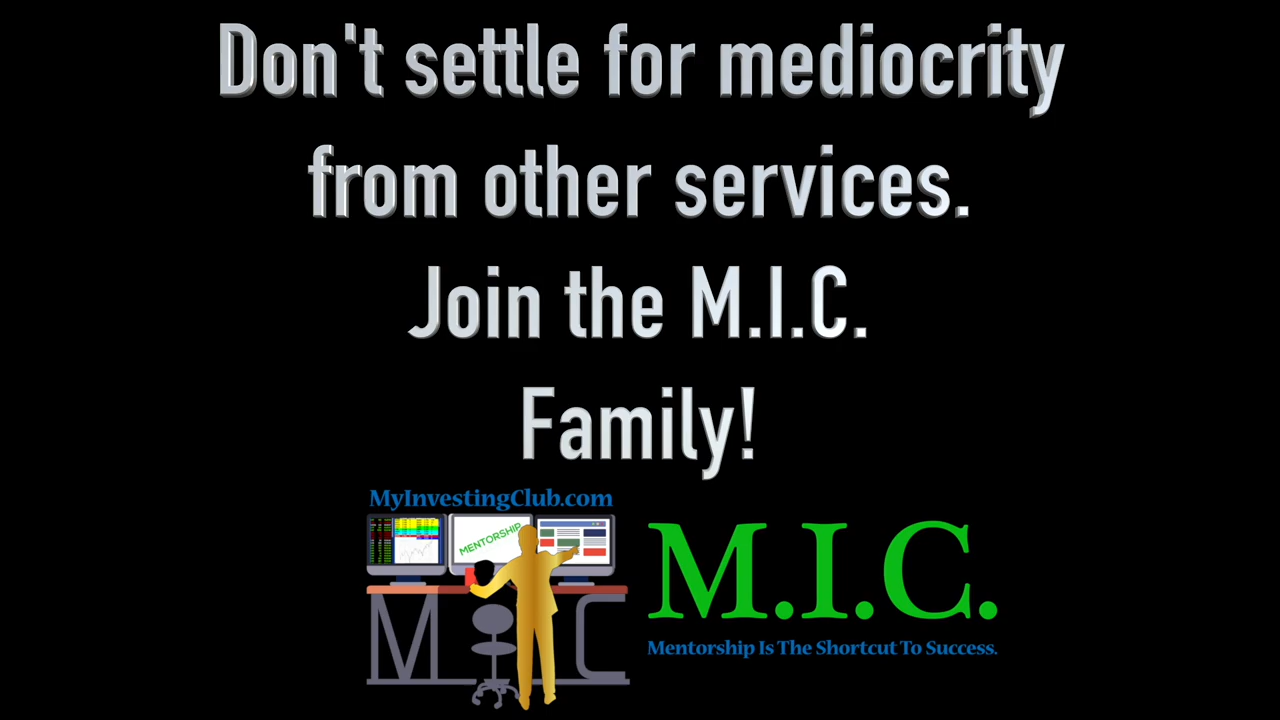 Don't settle for mediocrity
from other services.
Join the M.I.C.
Family!
MyInvestingClub.com
MENTORSHIP
M.I.C.
MIC
Mentorship Is The Shortcut To Success.